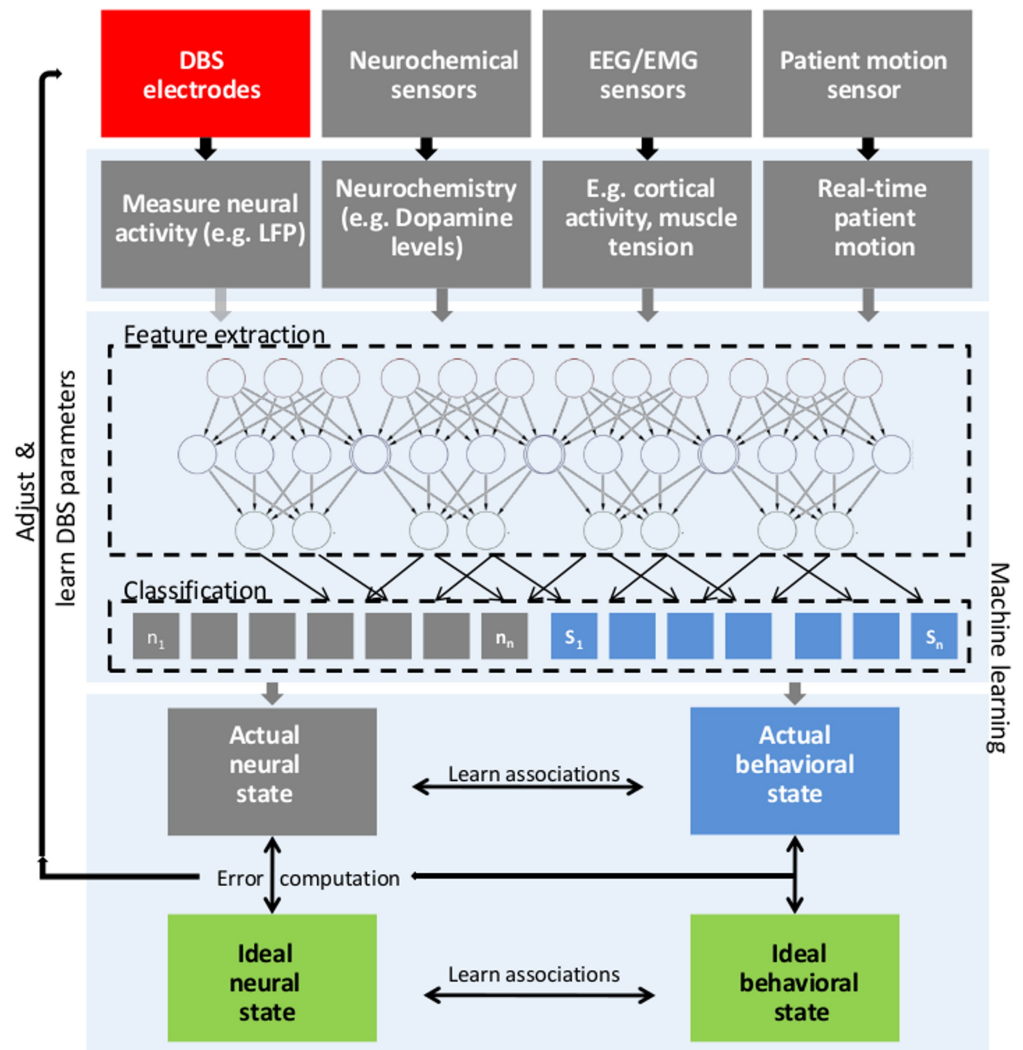 DBS
electrodes
Neurochemical
sensors
EEG/EMG
sensors
Patient motion
sensor
Measure neural
activity (e.g. LFP)
Neurochemistry
(e.g. Dopamine
levels)
E.g. cortical
activity, muscle
tension
Real-time
patient
motion
Feature extraction
Classification
n1
nn
S1
Sn
Actual
neural
state
Learn associations
Actual
behavioral
state
Error computation
Ideal
neural
state
Learn associations
Ideal
behavioral
state
Adjust &
learn DBS parameters
Machine learning